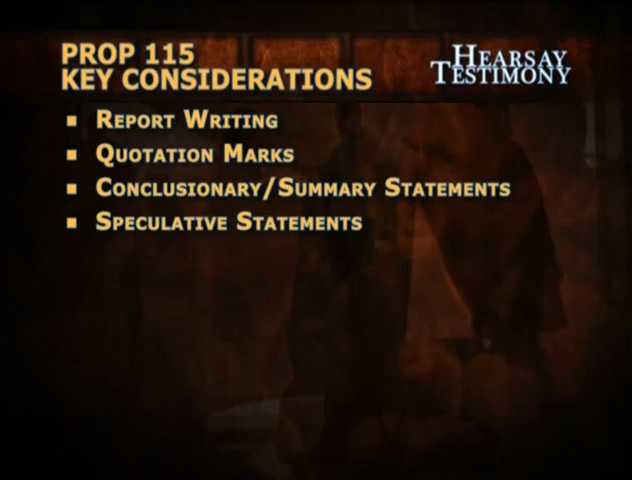 PROP 115
KEY CONSIDERATIONS
HEARSAY
TESTIMONY
▪ REPORT WRITING
▪ QUOTATION MARKS
▪ CONCLUSIONARY/SUMMARY STATEMENTS
▪ SPECULATIVE STATEMENTS